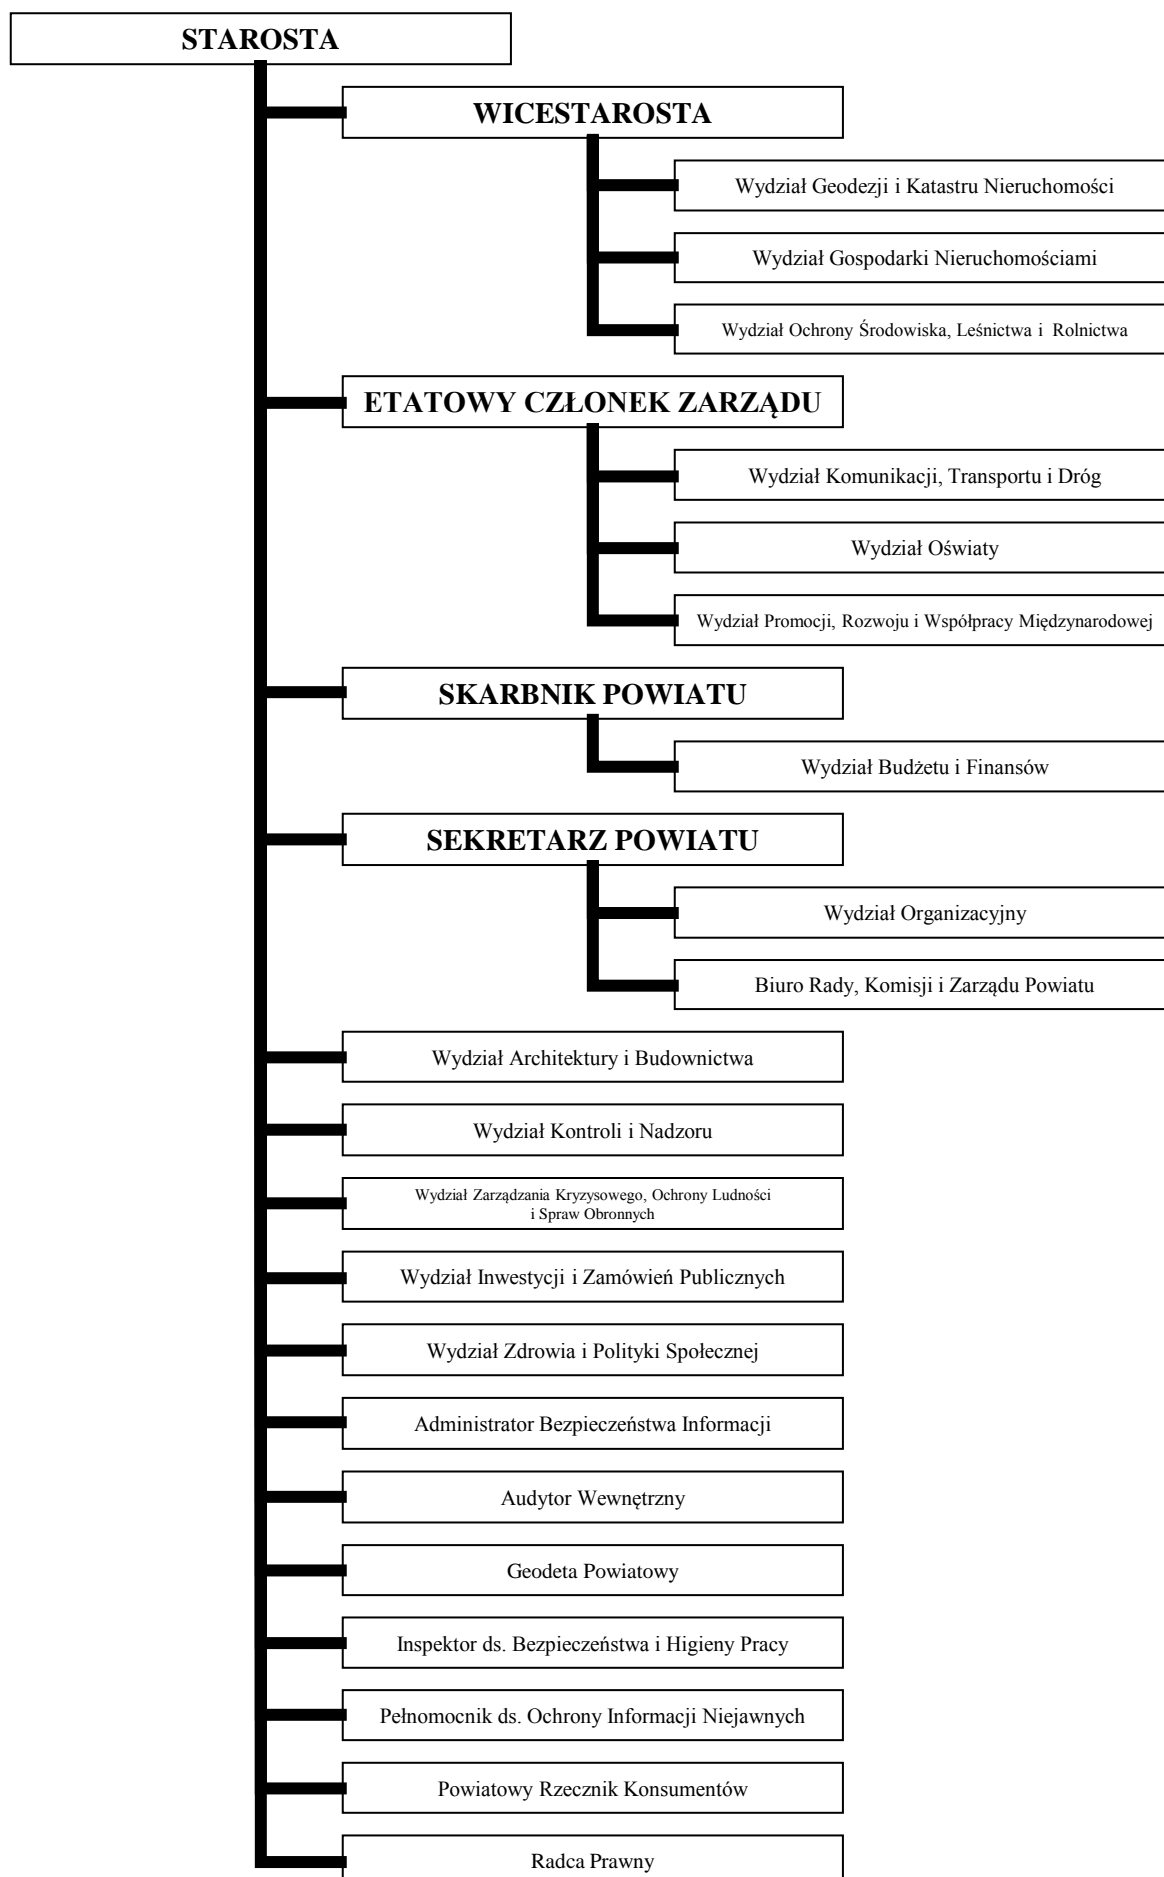 STAROSTA
WICESTAROSTA
Wydział Geodezji i Katastru Nieruchomości
Wydział Gospodarki Nieruchomościami
Wydział Ochrony Środowiska, Leśnictwa i Rolnictwa
ETATOWY CZŁONEK ZARZĄDU
Wydział Komunikacji, Transportu i Dróg
Wydział Oświaty
Wydział Promocji, Rozwoju i Współpracy Międzynarodowej
SKARBNIK POWIATU
Wydział Budżetu i Finansów
SEKRETARZ POWIATU
Wydział Organizacyjny
Biuro Rady, Komisji i Zarządu Powiatu
Wydział Architektury i Budownictwa
Wydział Kontroli i Nadzoru
Wydział Zarządzania Kryzysowego, Ochrony Ludności
i Spraw Obronnych
Wydział Inwestycji i Zamówień Publicznych
Wydział Zdrowia i Polityki Społecznej
Administrator Bezpieczeństwa Informacji
Audytor Wewnętrzny
Geodeta Powiatowy
Inspektor ds. Bezpieczeństwa i Higieny Pracy
Pełnomocnik ds. Ochrony Informacji Niejawnych
Powiatowy Rzecznik Konsumentów
Radca Prawny